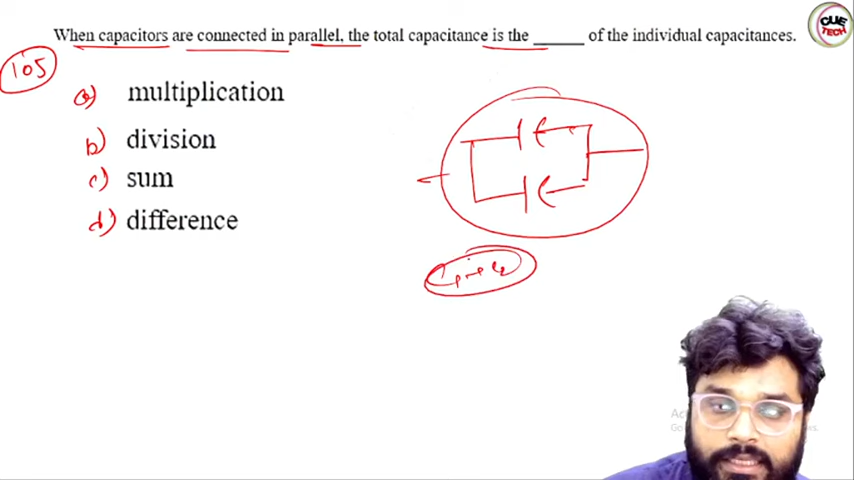 When capacitors are connected in parallel, the total capacitance is the _____ of the individual capacitances.
CUE
TECH
105
a) multiplication
b) division
c) sum
d) difference